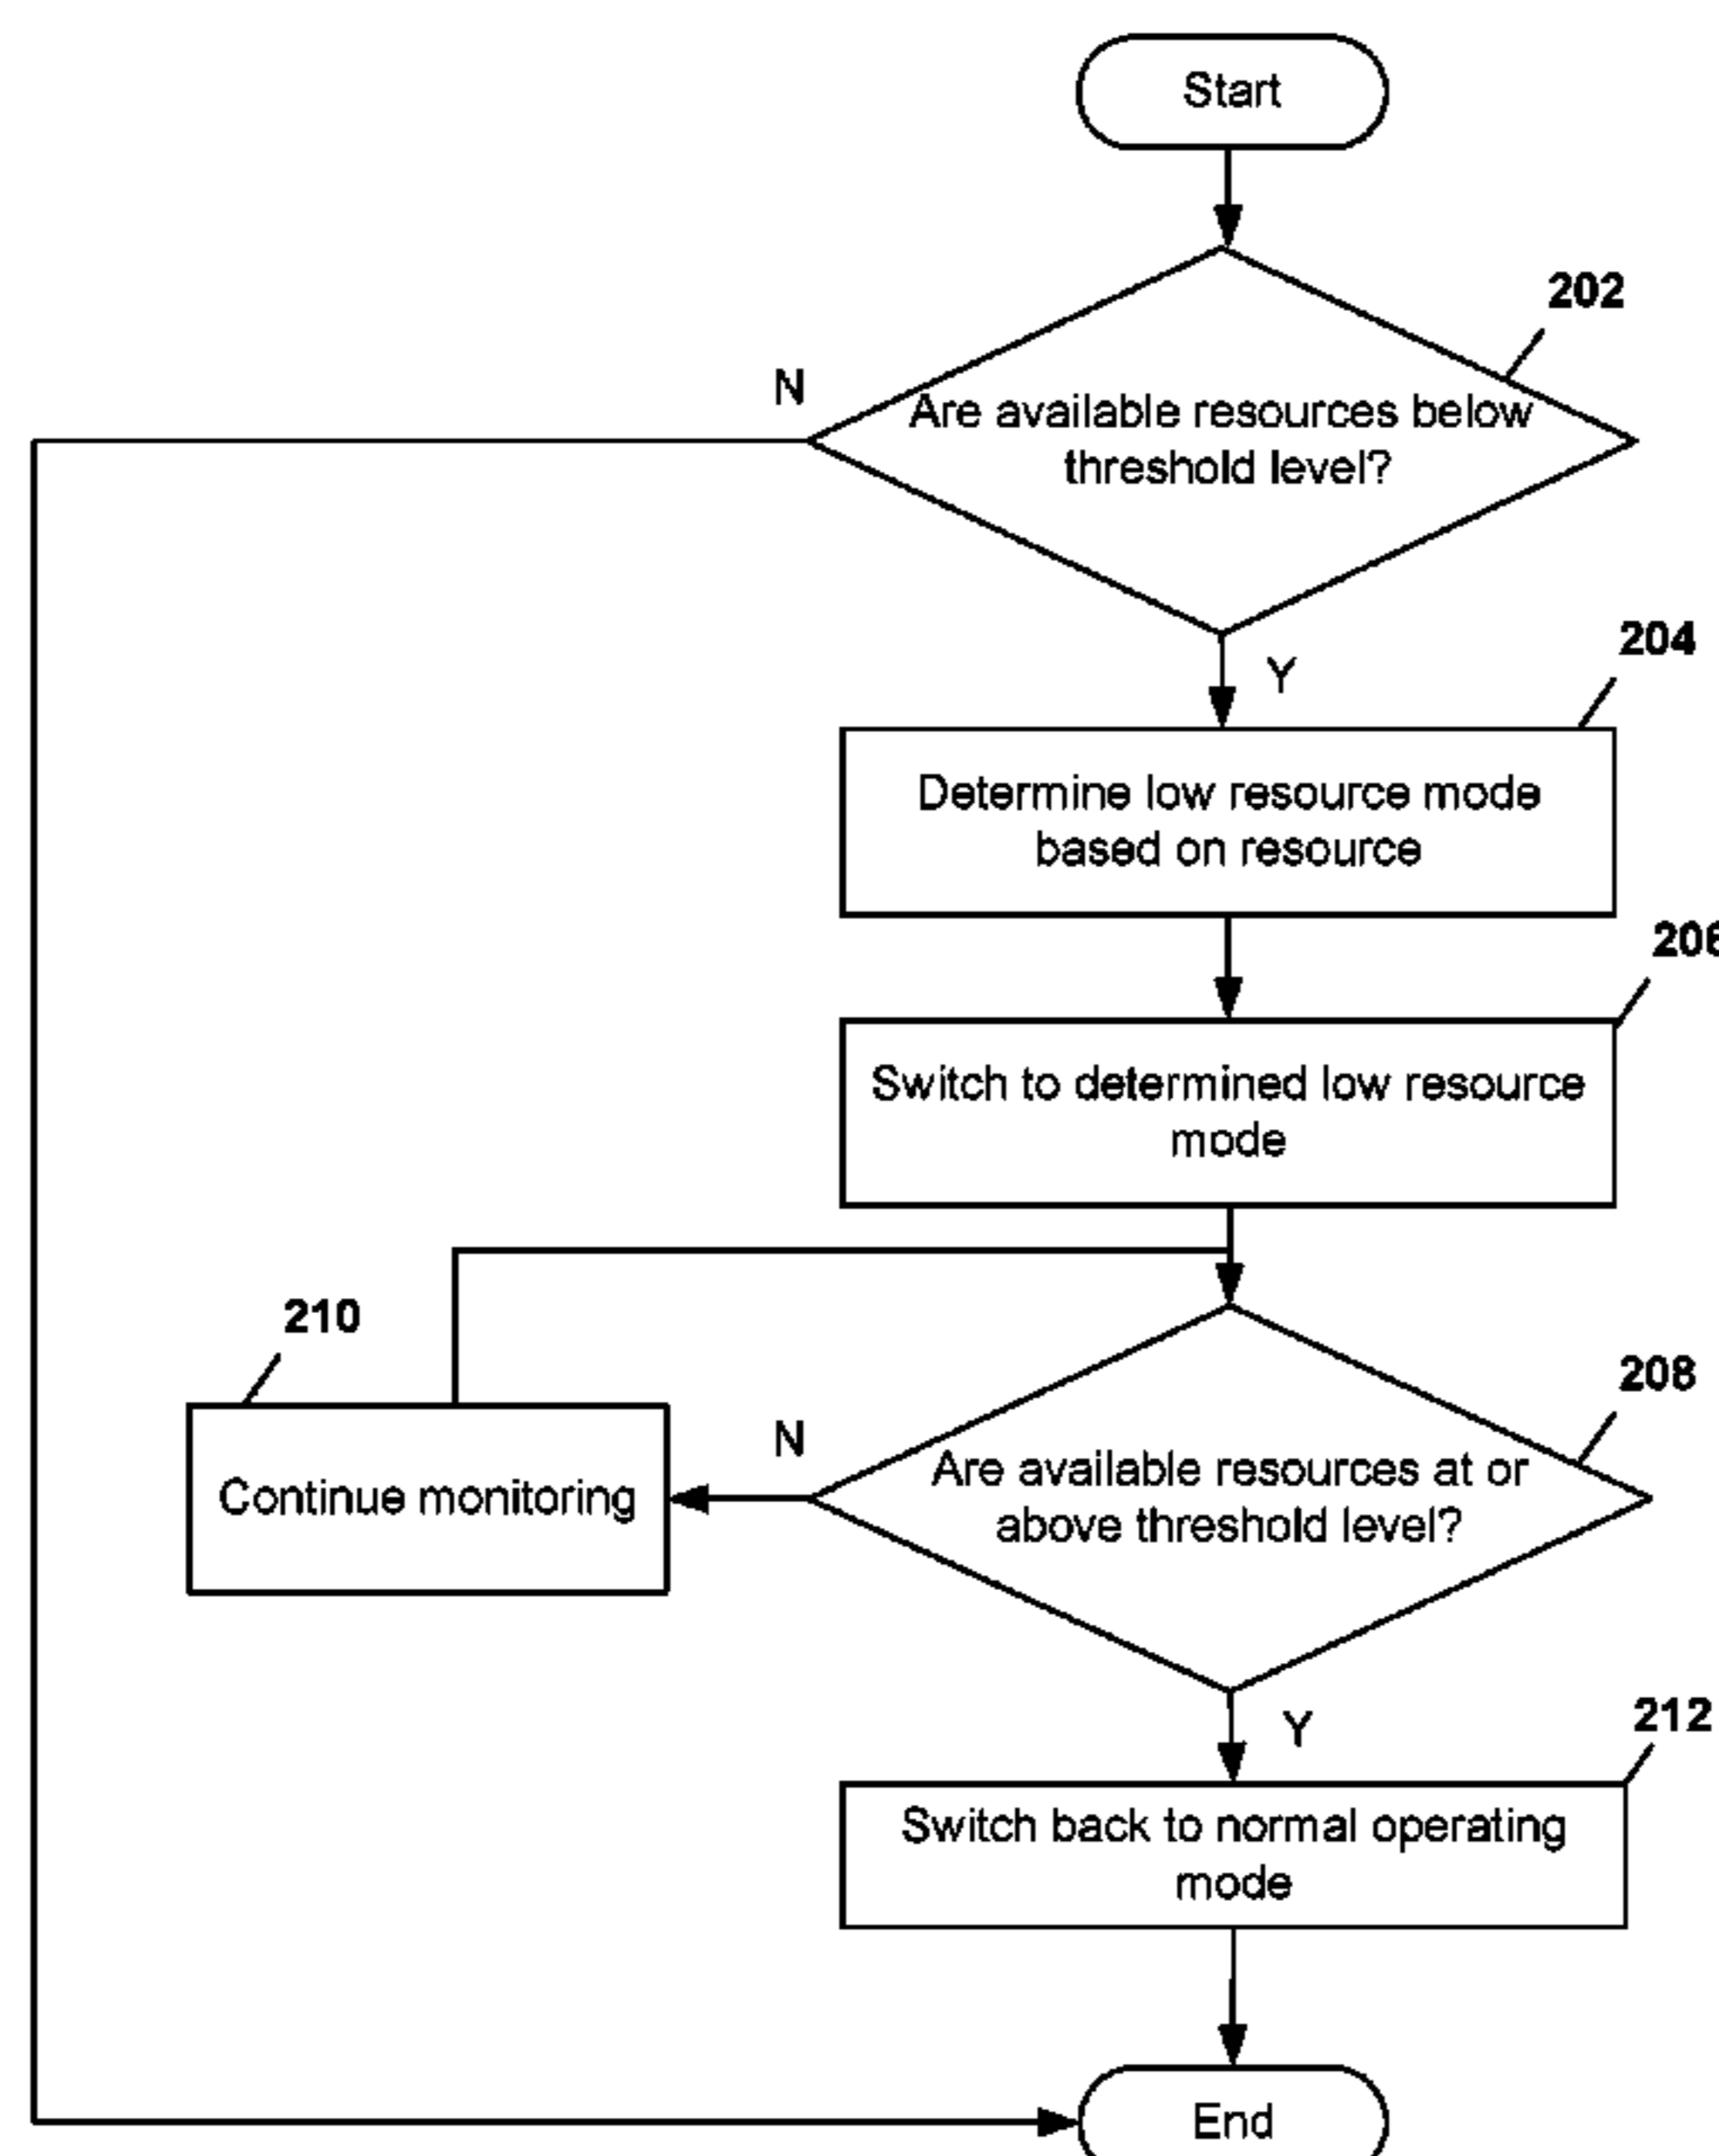 Start
202
N
Are available resources below
threshold level?
Y
204
Determine low resource mode
based on resource
206
Switch to determined low resource
mode
210
208
N
Continue monitoring
Are available resources at or
above threshold level?
Y
212
Switch back to normal operating
mode
End